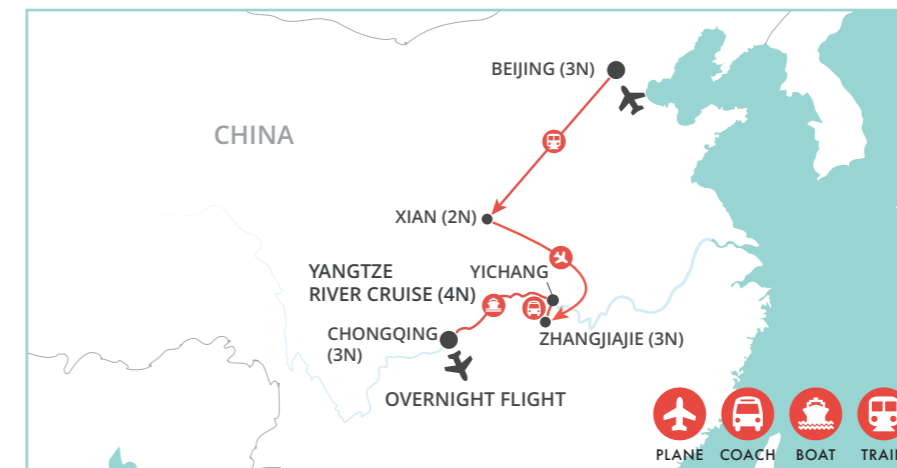 BEIJING (3N)
CHINA
XIAN (2N)
YANGTZE
RIVER CRUISE (4N)
YICHANG
CHONGQING
(3N)
ZHANGJIAJIE (3N)
OVERNIGHT FLIGHT
PLANE COACH BOAT TRAIN